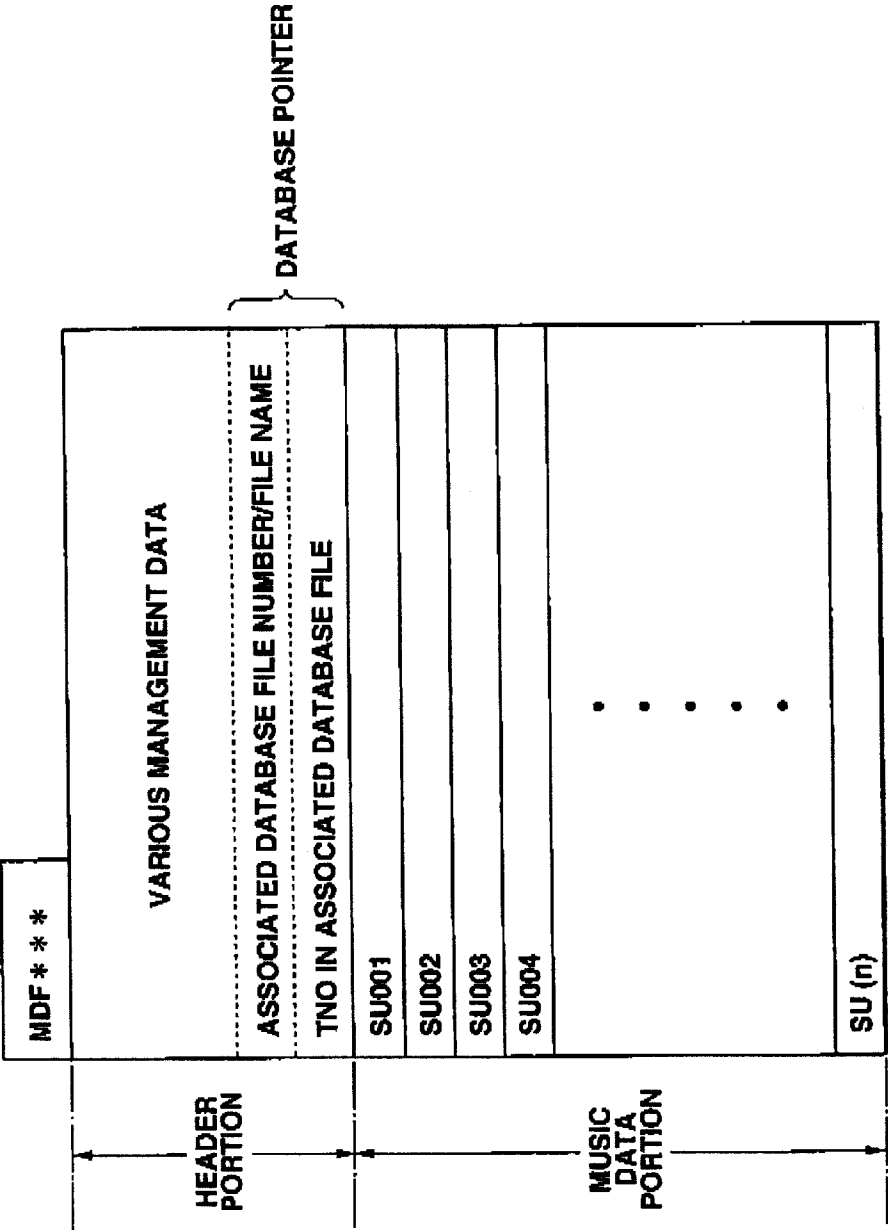 MDF＊＊＊
HEADER
PORTION
VARIOUS MANAGEMENT DATA
ASSOCIATED DATABASE FILE NUMBER/FILE NAME
TNO IN ASSOCIATED DATABASE FILE
DATABASE POINTER
MUSIC
DATA
PORTION
SU001
SU002
SU003
SU004
SU (n)